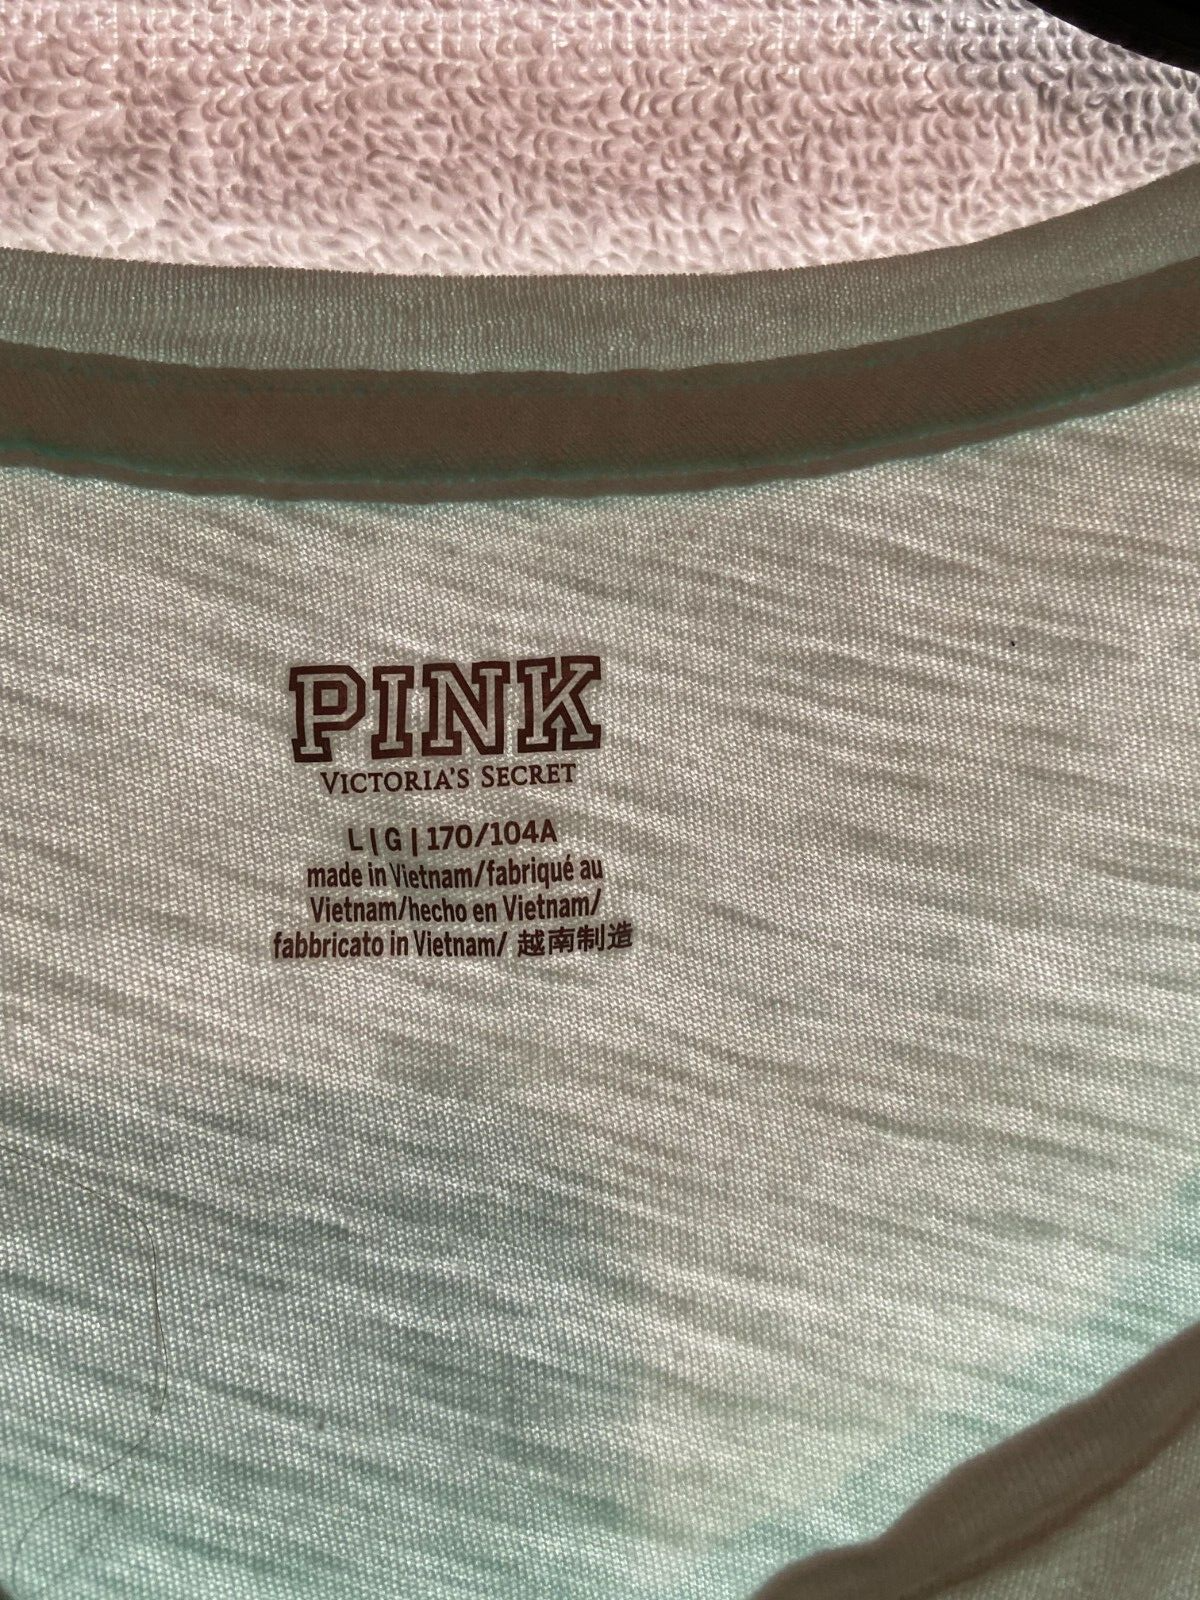 PINK
VICTORIA'S SECRET
L | G | 170/104A
made in Vietnam/fabriqué au
Vietnam/hecho en Vietnam/
fabbricato in Vietnam/ 越南制造